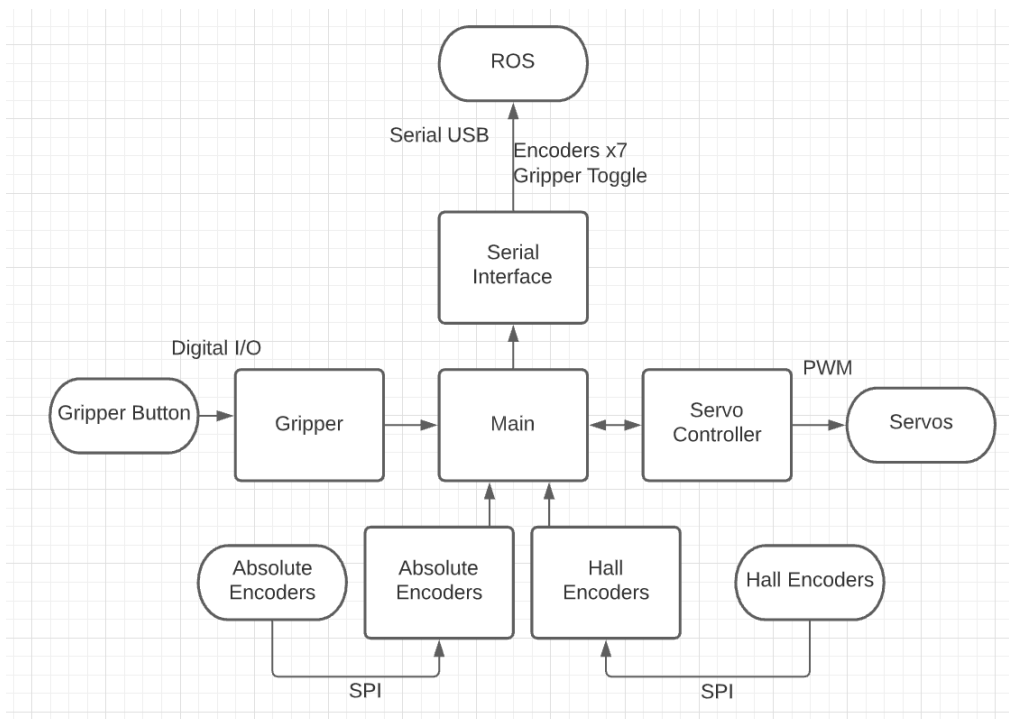 ROS
Serial USB
Encoders x7
Gripper Toggle
Serial
Interface
Digital I/O
PWM
Gripper Button
Gripper
Main
Servo
Controller
Servos
Absolute
Encoders
Absolute
Encoders
Hall
Encoders
Hall Encoders
SPI
SPI